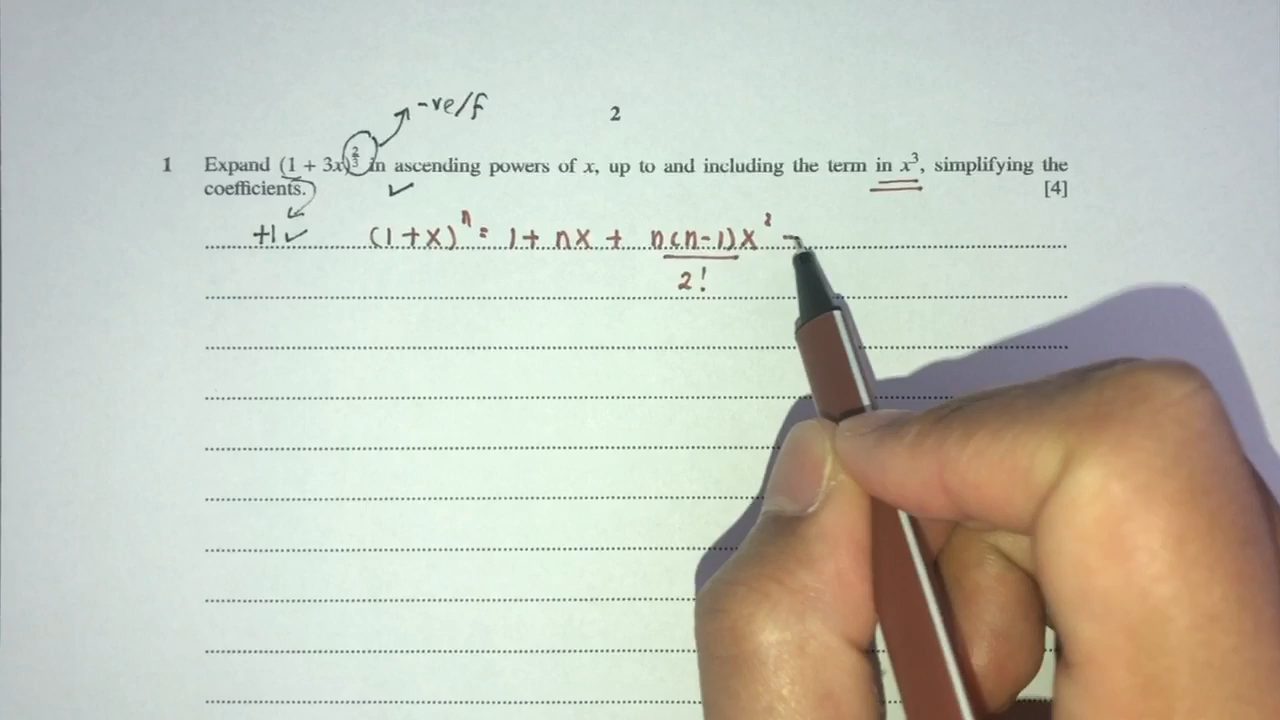 -ve/f
2
1 Expand (1 + 3x)^{2/3} in ascending powers of x, up to and including the term in x³, simplifying the
coefficients. [4]
+1 ✓ (1+x)^n = 1 + nx + n(n-1)x² -
2!